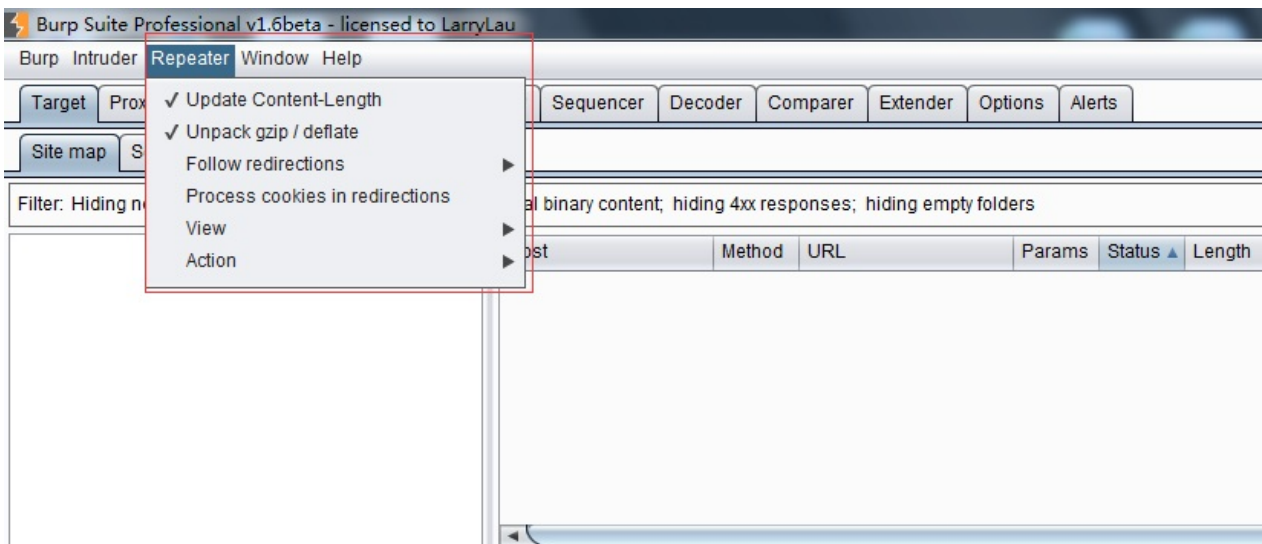 Burp Suite Professional v1.6beta - licensed to LarryLau
Burp Intruder Repeater Window Help
Target Sequencer Decoder Comparer Extender Options Alerts
✓ Update Content-Length
✓ Unpack gzip / deflate
Site map
Follow redirections
Process cookies in redirections
Filter: Hiding binary content; hiding 4xx responses; hiding empty folders
View
Method URL Params Status Length
Action